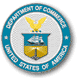 DEPARTMENT OF COMMERCE
UNITED STATES OF AMERICA